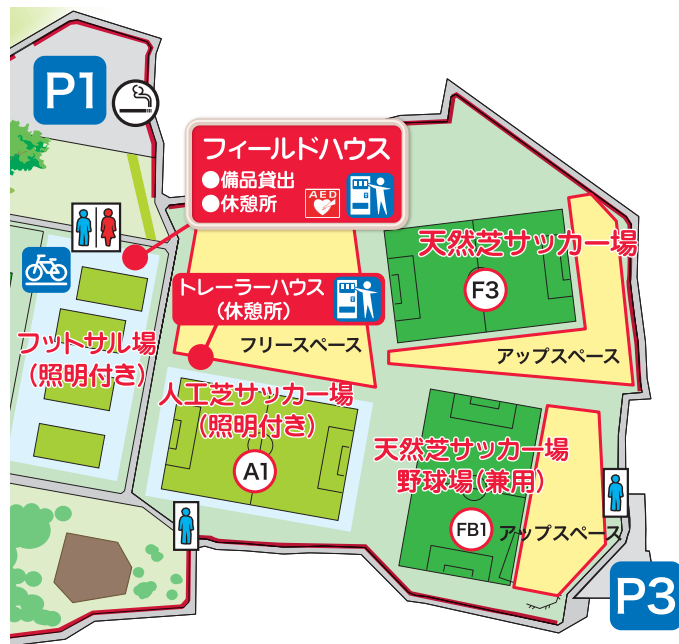 P1
フィールドハウス
●備品貸出
●休憩所
AED
天然芝サッカー場
F3
トレーラーハウス
(休憩所)
フリースペース
アップスペース
フットサル場
(照明付き)
人工芝サッカー場
(照明付き)
A1
天然芝サッカー場
野球場(兼用)
FB1
アップスペース
P3